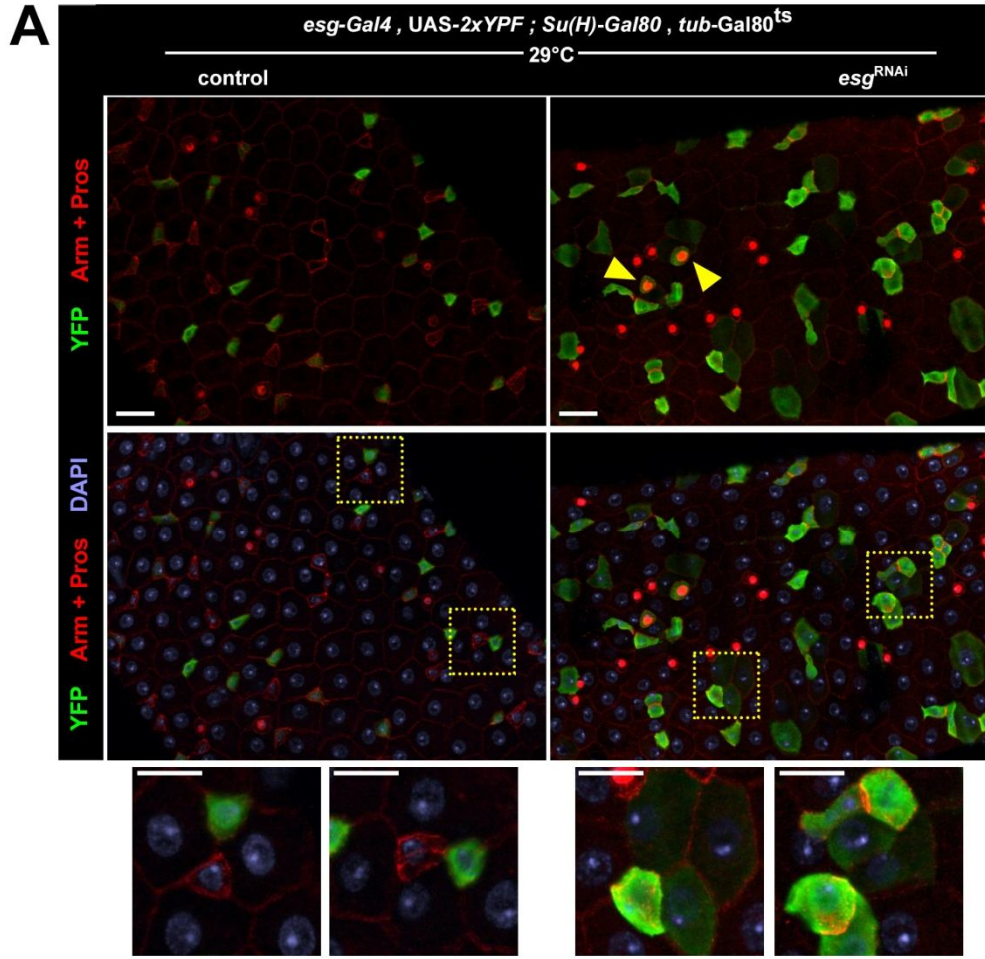 A
esg-Gal4 , UAS-2xYPF ; Su(H)-Gal80 , tub-Gal80ts
29°C
control
esgRNAi
YFP Arm + Pros
YFP Arm + Pros DAPI